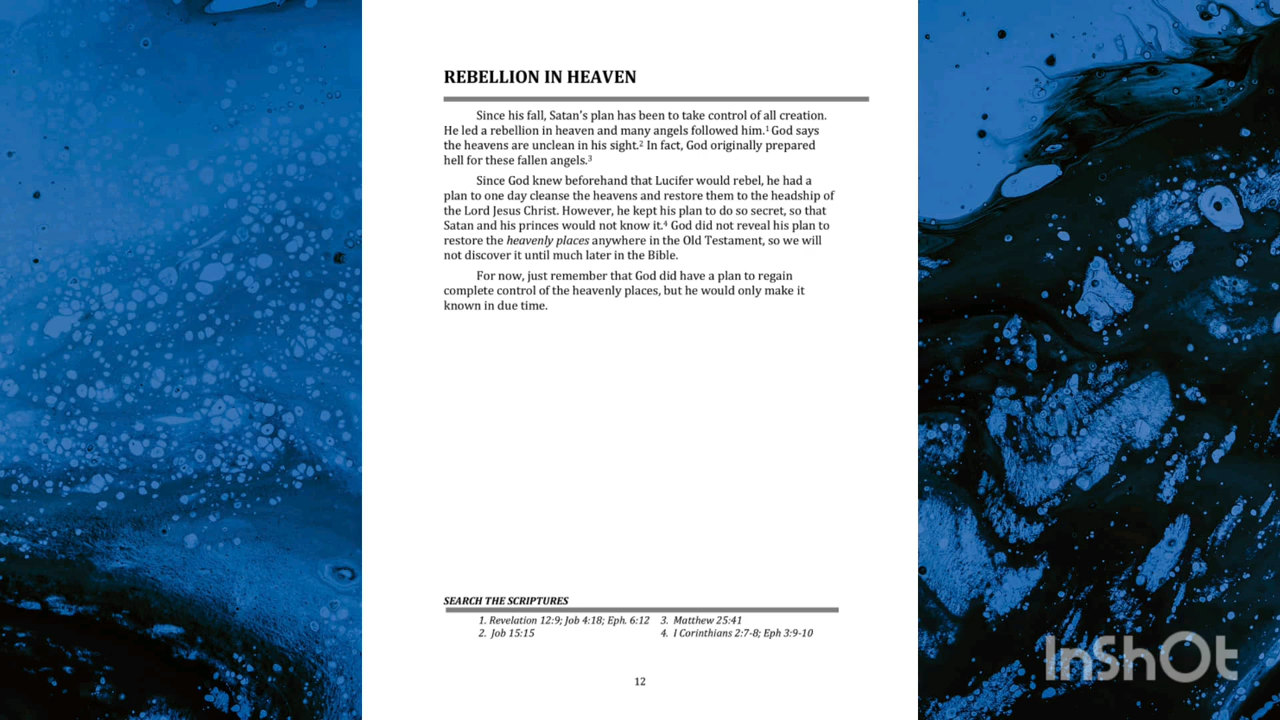 REBELLION IN HEAVEN
Since his fall, Satan’s plan has been to take control of all creation.
He led a rebellion in heaven and many angels followed him.¹ God says
the heavens are unclean in his sight.² In fact, God originally prepared
hell for these fallen angels.³
Since God knew beforehand that Lucifer would rebel, he had a
plan to one day cleanse the heavens and restore them to the headship of
the Lord Jesus Christ. However, he kept his plan to do so secret, so that
Satan and his princes would not know it.⁴ God did not reveal his plan to
restore the heavenly places anywhere in the Old Testament, so we will
not discover it until much later in the Bible.
For now, just remember that God did have a plan to regain
complete control of the heavenly places, but he would only make it
known in due time.
SEARCH THE SCRIPTURES
1. Revelation 12:9; Job 4:18; Eph. 6:12 3. Matthew 25:41
2. Job 15:15 4. I Corinthians 2:7-8; Eph 3:9-10
12
InShOt